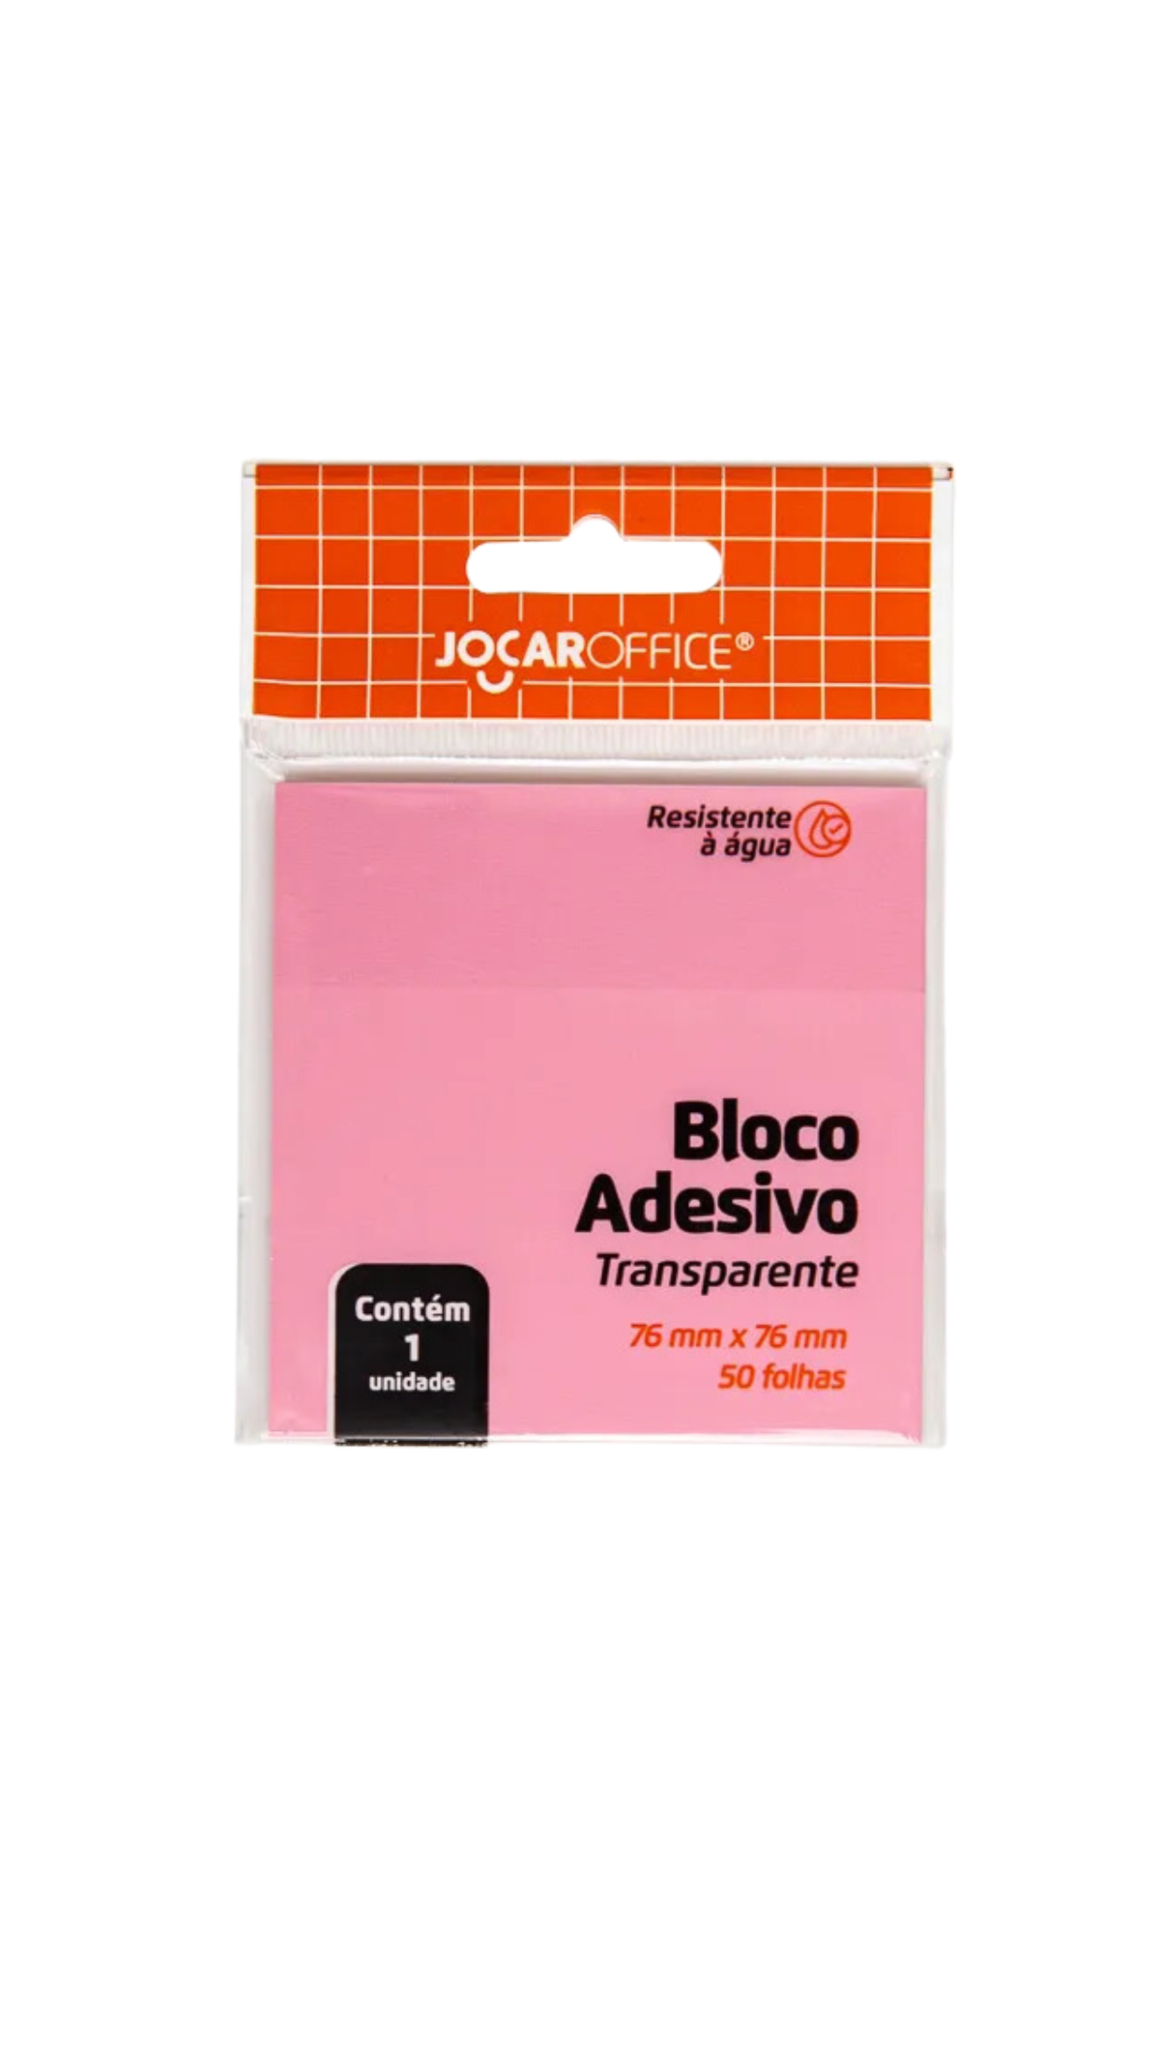 JOCAROFFICE®
Resistente
à água
Bloco
Adesivo
Transparente
76 mm x 76 mm
50 folhas
Contém
1
unidade